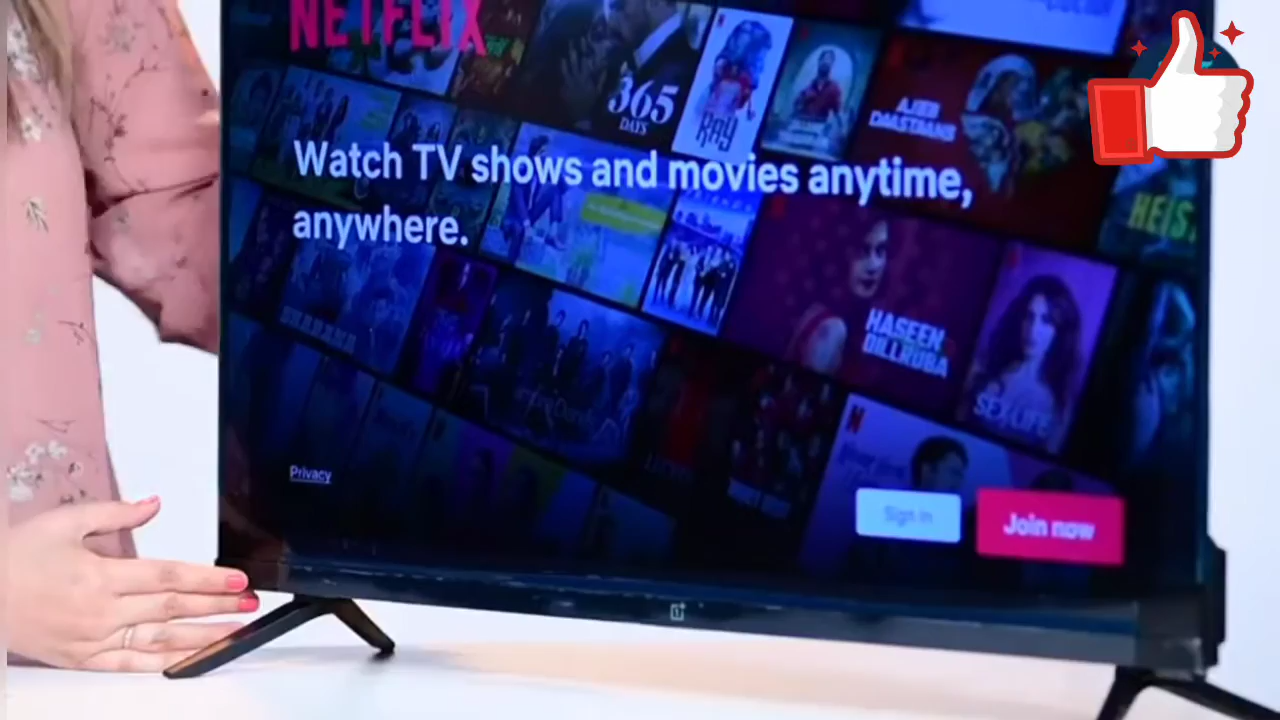 NETFLIX
365
DAYS
RAY
AJEEB
DAASTAANS
Watch TV shows and movies anytime,
anywhere.
HASEEN
DILLRUBA
SEX/LIFE
Privacy
Sign In
Join now